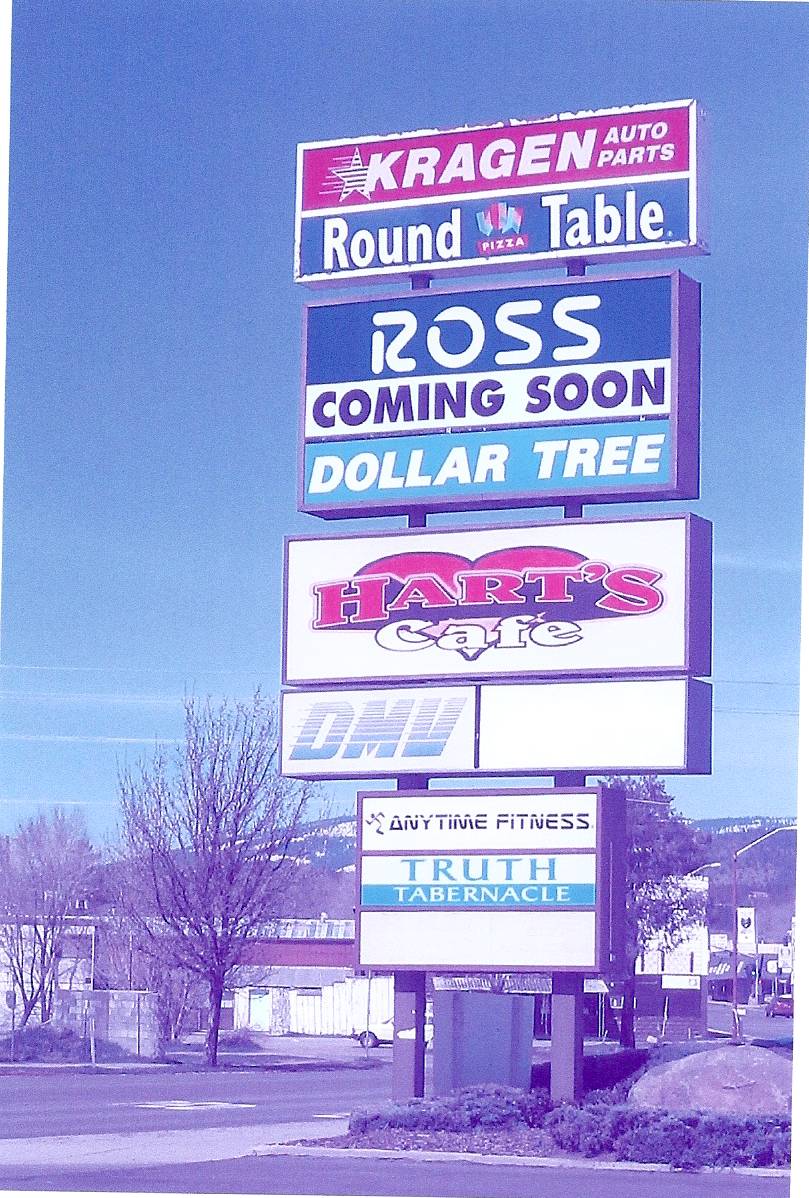 KRAGEN AUTO PARTS
Round Table
PIZZA
ROSS
COMING SOON
DOLLAR TREE
HART'S
Cafe
DMV
ANYTIME FITNESS
TRUTH
TABERNACLE